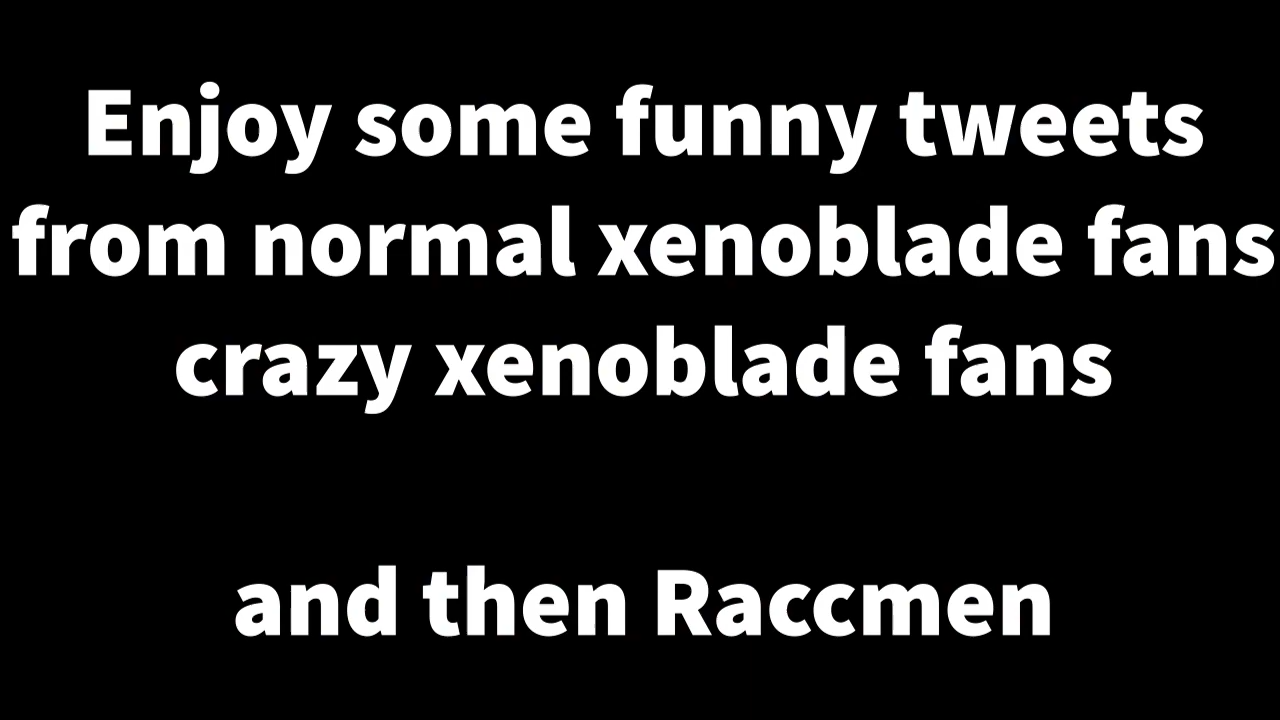 Enjoy some funny tweets
from normal xenoblade fans
crazy xenoblade fans
and then Raccmen